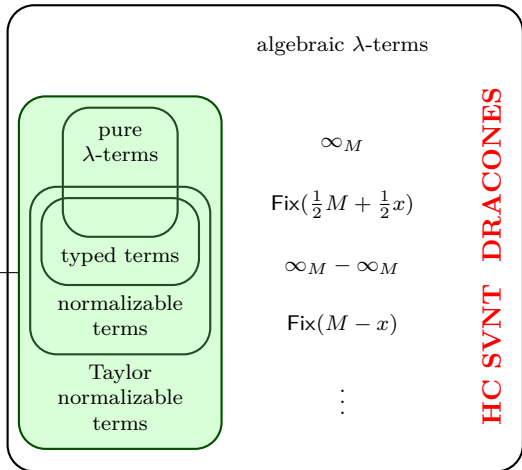 algebraic λ-terms
pure
λ-terms
typed terms
normalizable
terms
Taylor
normalizable
terms
∞_M
Fix(½M + ½x)
∞_M − ∞_M
Fix(M − x)
⋮
HC SVNT DRACONES